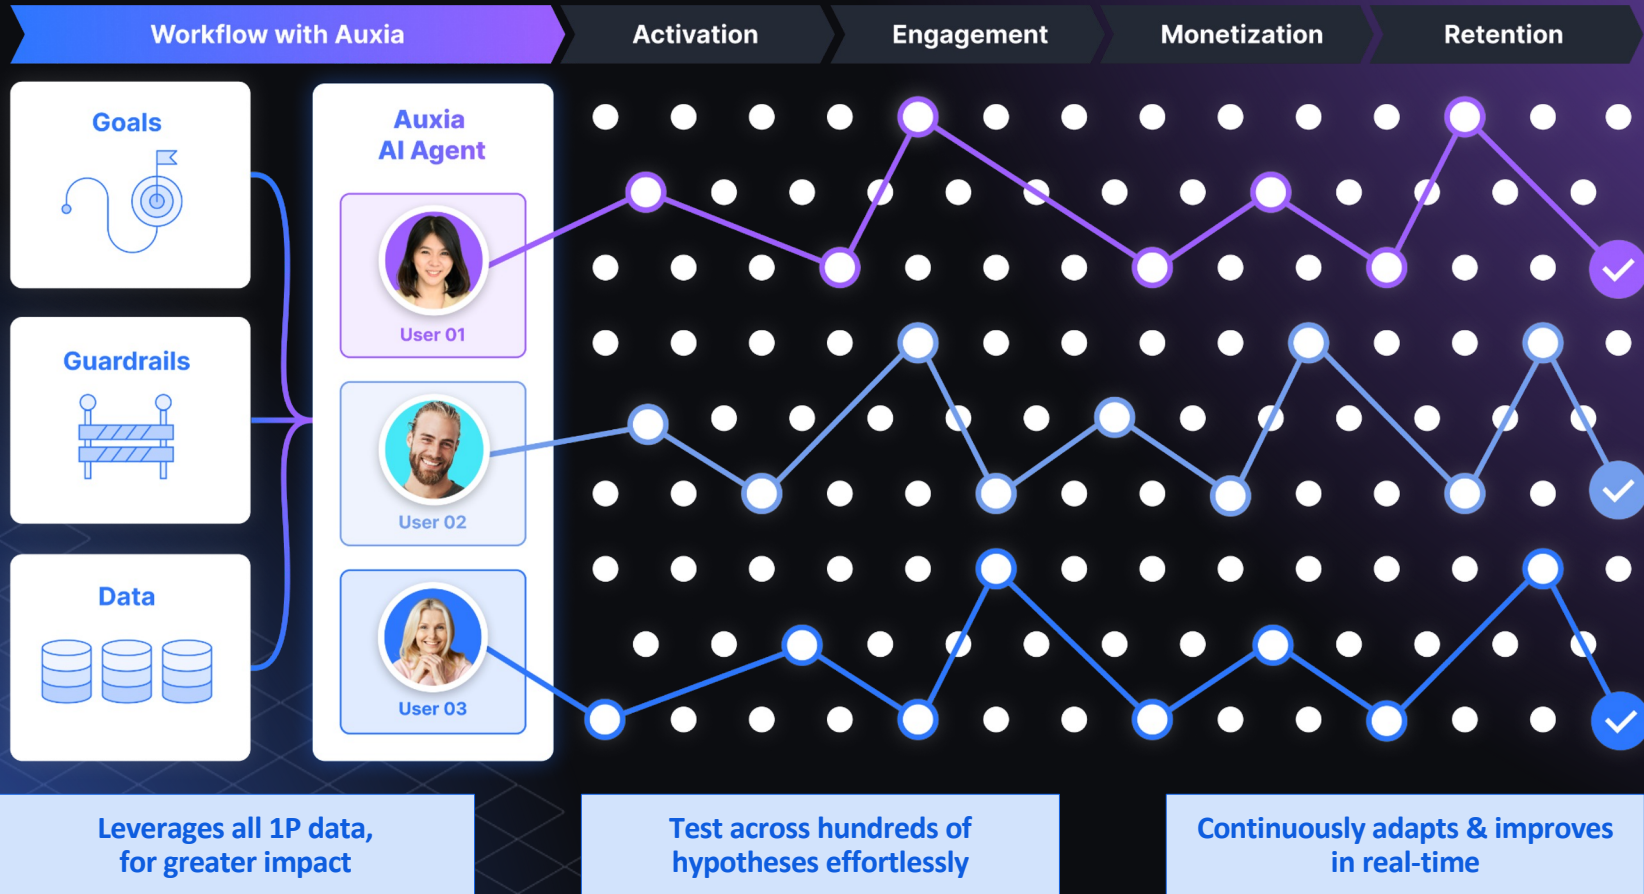 Workflow with Auxia
Activation
Engagement
Monetization
Retention
Goals
Guardrails
Data
Auxia
AI Agent
User 01
User 02
User 03
Leverages all 1P data,
for greater impact
Test across hundreds of
hypotheses effortlessly
Continuously adapts & improves
in real-time